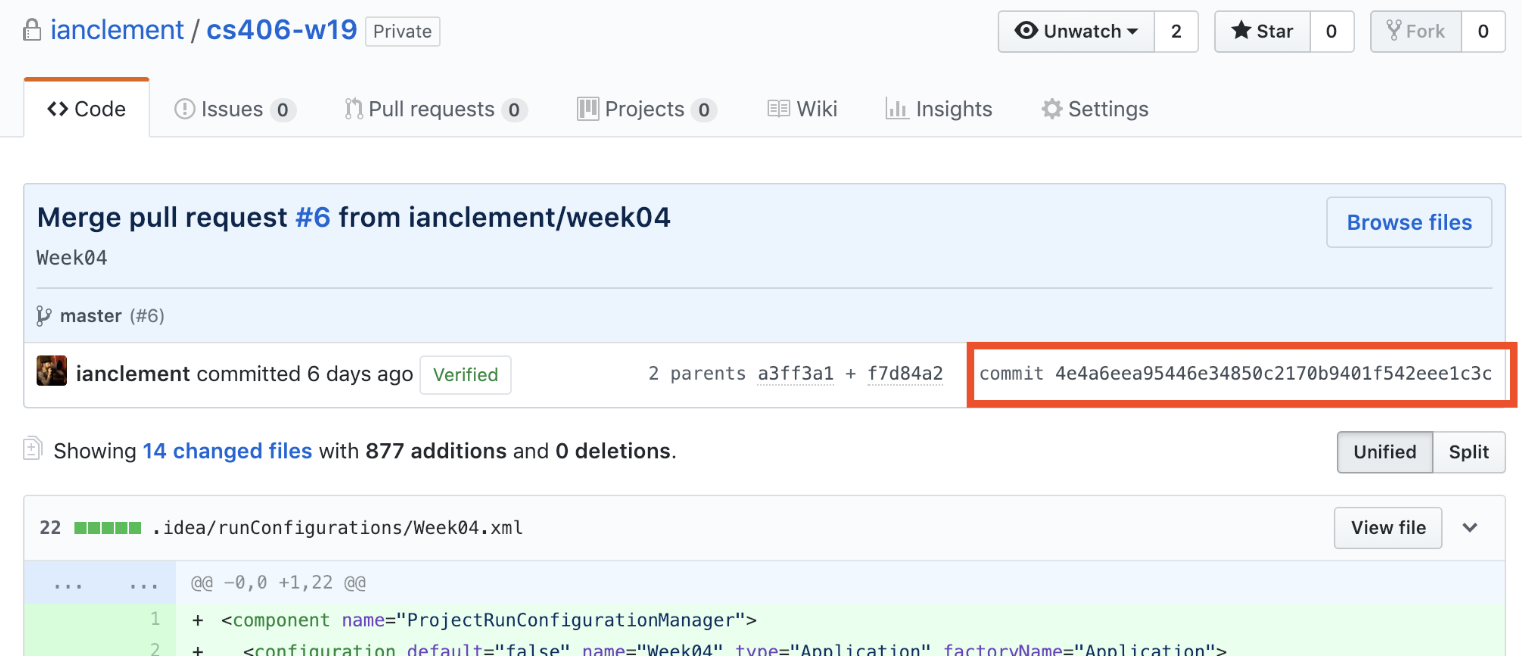 ianclement / cs406-w19 Private Unwatch 2 Star 0 Fork 0
Code Issues 0 Pull requests 0 Projects 0 Wiki Insights Settings
Merge pull request #6 from ianclement/week04
Browse files
Week04
master (#6)
ianclement committed 6 days ago Verified 2 parents a3ff3a1 + f7d84a2 commit 4e4a6eea95446e34850c2170b9401f542eee1c3c
Showing 14 changed files with 877 additions and 0 deletions. Unified Split
22 .idea/runConfigurations/Week04.xml View file
... ... @@ -0,0 +1,22 @@
1 + <component name="ProjectRunConfigurationManager">
2 + <configuration default="false" name="Week04" type="Application" factoryName="Application">